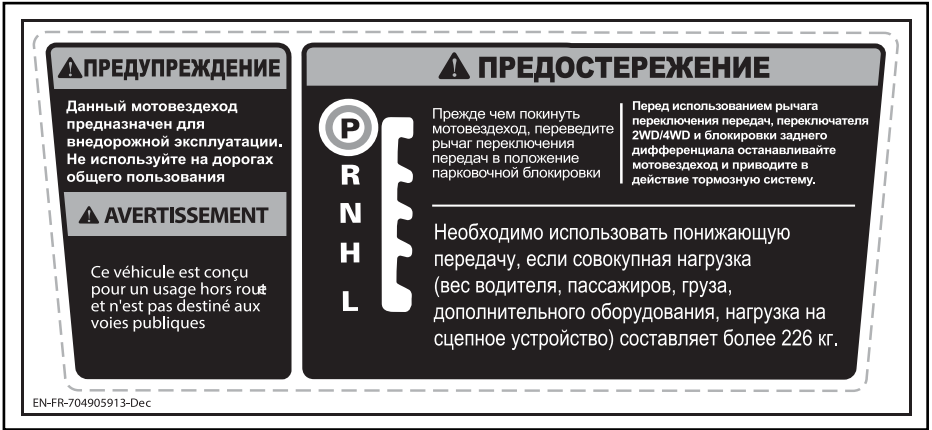 ПРЕДУПРЕЖДЕНИЕ
Данный мотовездеход
предназначен для
внедорожной эксплуатации.
Не используйте на дорогах
общего пользования
AVERTISSEMENT
Ce véhicule est conçu
pour un usage hors route
et n'est pas destiné aux
voies publiques
ПРЕДОСТЕРЕЖЕНИЕ
P
R
N
H
L
Прежде чем покинуть
мотовездеход, переведите
рычаг переключения
передач в положение
парковочной блокировки
Перед использованием рычага
переключения передач, переключателя
2WD/4WD и блокировки заднего
дифференциала останавливайте
мотовездеход и приводите в
действие тормозную систему.
Необходимо использовать понижающую
передачу, если совокупная нагрузка
(вес водителя, пассажиров, груза,
дополнительного оборудования, нагрузка на
сцепное устройство) составляет более 226 кг.
EN-FR-704905913-Dec